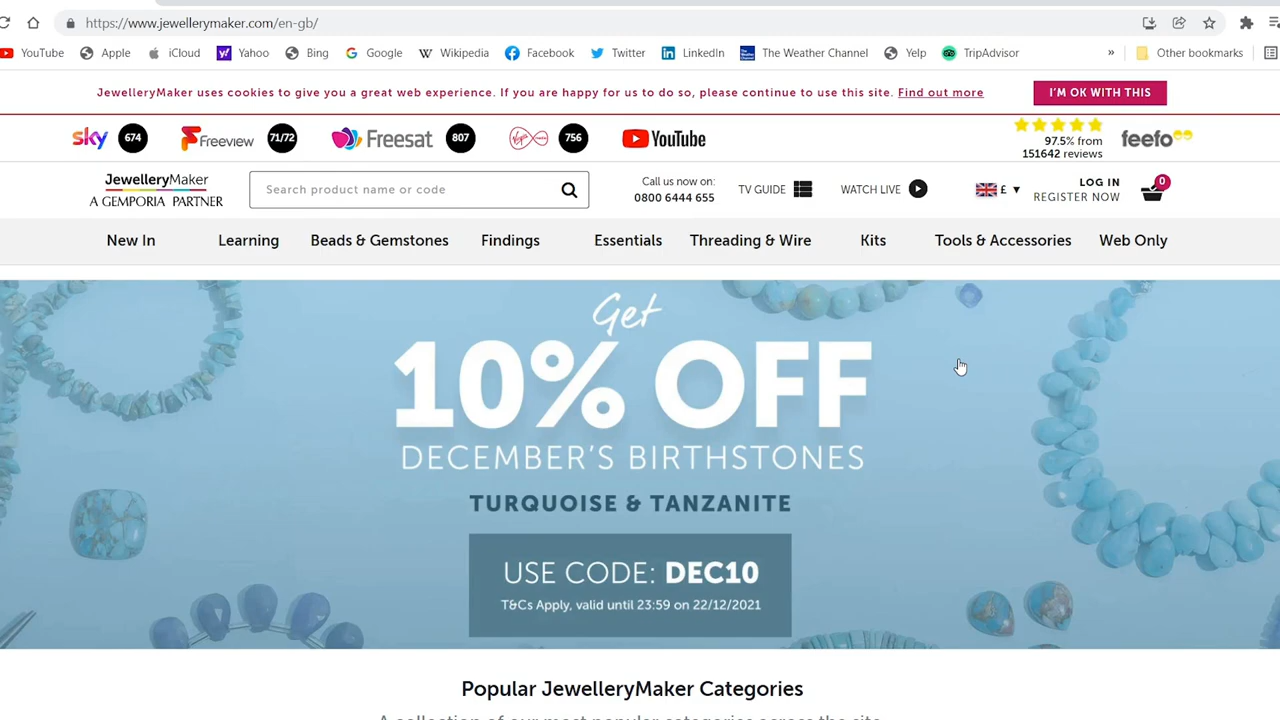 https://www.jewellerymaker.com/en-gb/
YouTube Apple iCloud Yahoo Bing Google Wikipedia Facebook Twitter LinkedIn The Weather Channel Yelp TripAdvisor » Other bookmarks
JewelleryMaker uses cookies to give you a great web experience. If you are happy for us to do so, please continue to use this site. Find out more
I'M OK WITH THIS
sky 674 Freeview 71/72 Freesat 807 Virgin media 756 YouTube
97.5% from
151642 reviews
feefo
JewelleryMaker
A GEMPORIA PARTNER
Search product name or code
Call us now on:
0800 6444 655
TV GUIDE
WATCH LIVE
£ ▼
LOG IN
REGISTER NOW
0
New In Learning Beads & Gemstones Findings Essentials Threading & Wire Kits Tools & Accessories Web Only
Get
10% OFF
DECEMBER'S BIRTHSTONES
TURQUOISE & TANZANITE
USE CODE: DEC10
T&Cs Apply, valid until 23:59 on 22/12/2021
Popular JewelleryMaker Categories
A collection of our most popular categories across the site